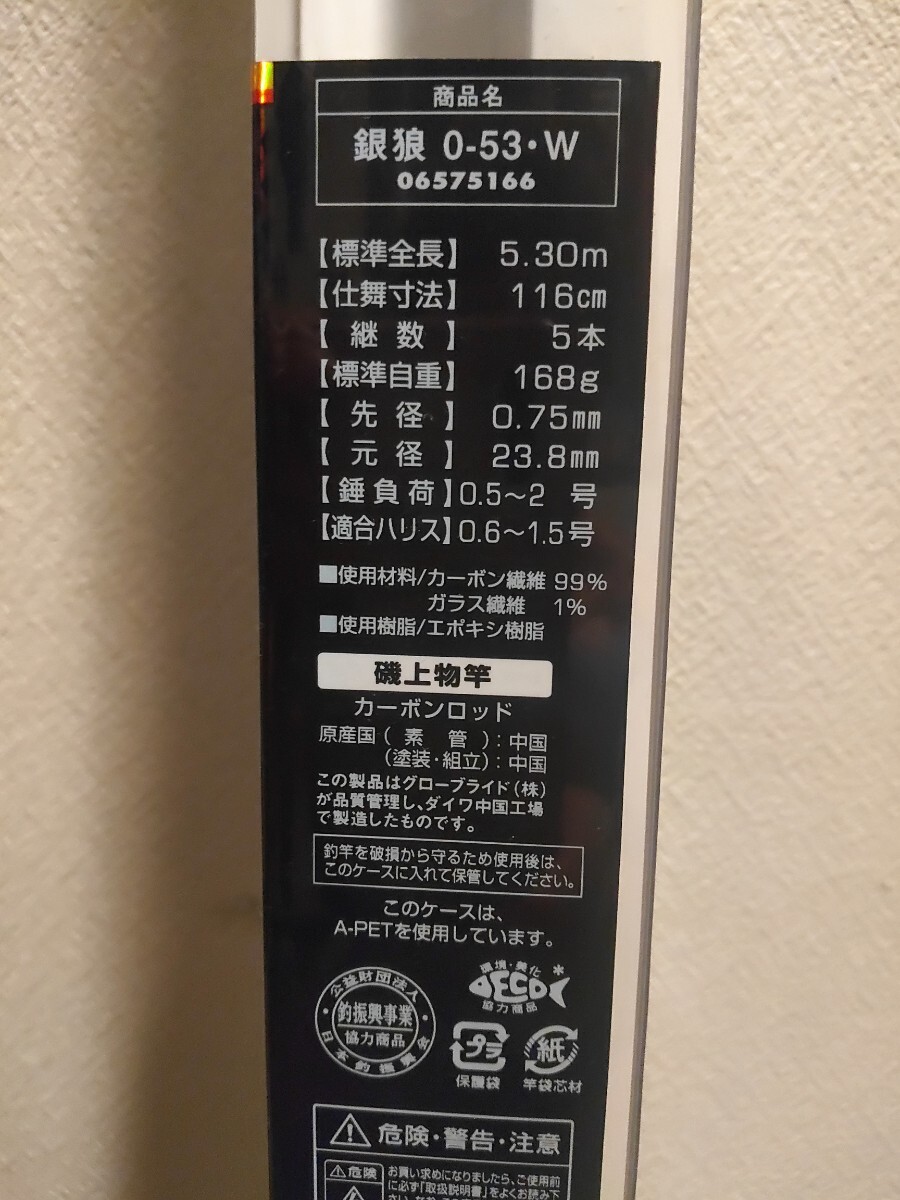 商品名
銀狼 0-53・W
06575166
【標準全長】 5.30m
【仕舞寸法】 116cm
【継数】 5本
【標準自重】 168g
【先径】 0.75mm
【元径】 23.8mm
【錘負荷】0.5〜2 号
【適合ハリス】0.6〜1.5号
■使用材料/カーボン繊維 99%
ガラス繊維 1%
■使用樹脂/エポキシ樹脂
磯上物竿
カーボンロッド
原産国(素管):中国
(塗装・組立):中国
この製品はグローブライド(株)
が品質管理し、ダイワ中国工場
で製造したものです。
釣竿を破損から守るため使用後は、
このケースに入れて保管してください。
このケースは、
A-PETを使用しています。
公益財団法人
釣振興事業
協力商品
日本釣振興会
環境・美化
ECO
協力商品
プラ
保護袋
紙
竿袋芯材
危険・警告・注意
危険
お買い求めになりましたら、ご使用前
に必ず「取扱説明書」をよくお読み下